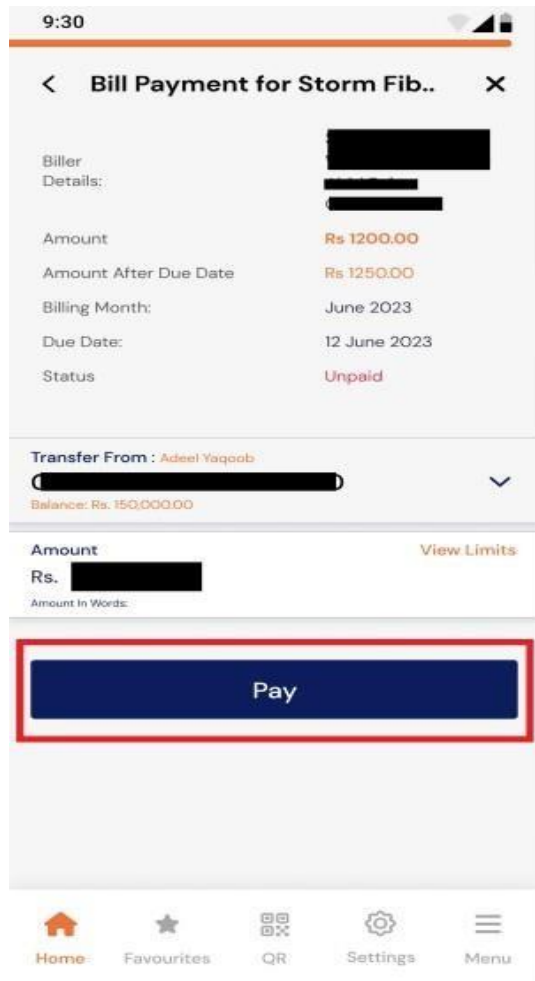 9:30
Bill Payment for Storm Fib..
Biller
Details:
Amount Rs 1200.00
Amount After Due Date Rs 1250.00
Billing Month: June 2023
Due Date: 12 June 2023
Status Unpaid
Transfer From : Adeel Yaqoob
Balance: Rs. 150,000.00
Amount View Limits
Rs.
Amount In Words:
Pay
Home Favourites QR Settings Menu